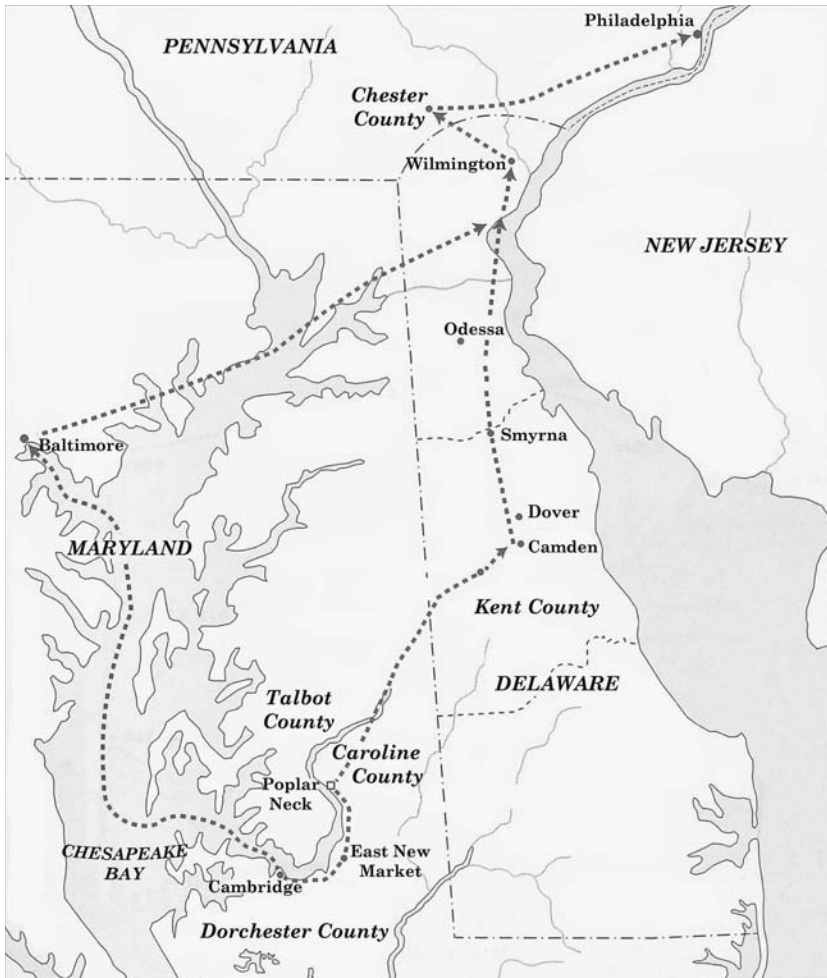 Philadelphia
PENNSYLVANIA
Chester
County
Wilmington
NEW JERSEY
Odessa
Baltimore
Smyrna
Dover
MARYLAND
Camden
Kent County
DELAWARE
Talbot
County
Caroline
County
Poplar
Neck
CHESAPEAKE
BAY
East New
Market
Cambridge
Dorchester County